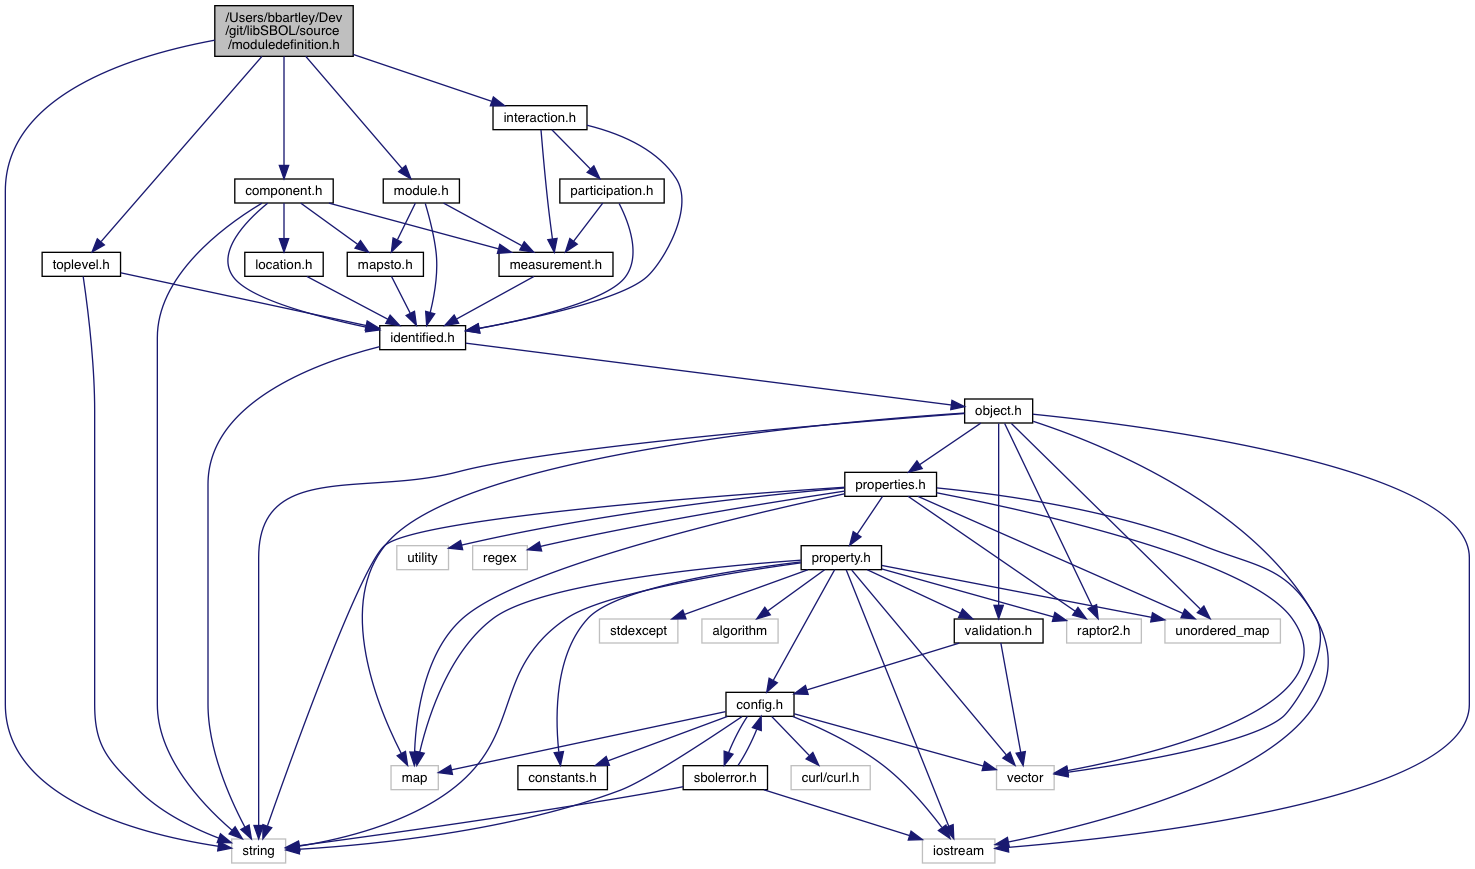 /Users/bbartley/Dev
/git/libSBOL/source
/moduledefinition.h
interaction.h
component.h
module.h
participation.h
toplevel.h
location.h
mapsto.h
measurement.h
identified.h
object.h
properties.h
utility
regex
property.h
stdexcept
algorithm
validation.h
raptor2.h
unordered_map
config.h
map
constants.h
sbolerror.h
curl/curl.h
vector
string
iostream